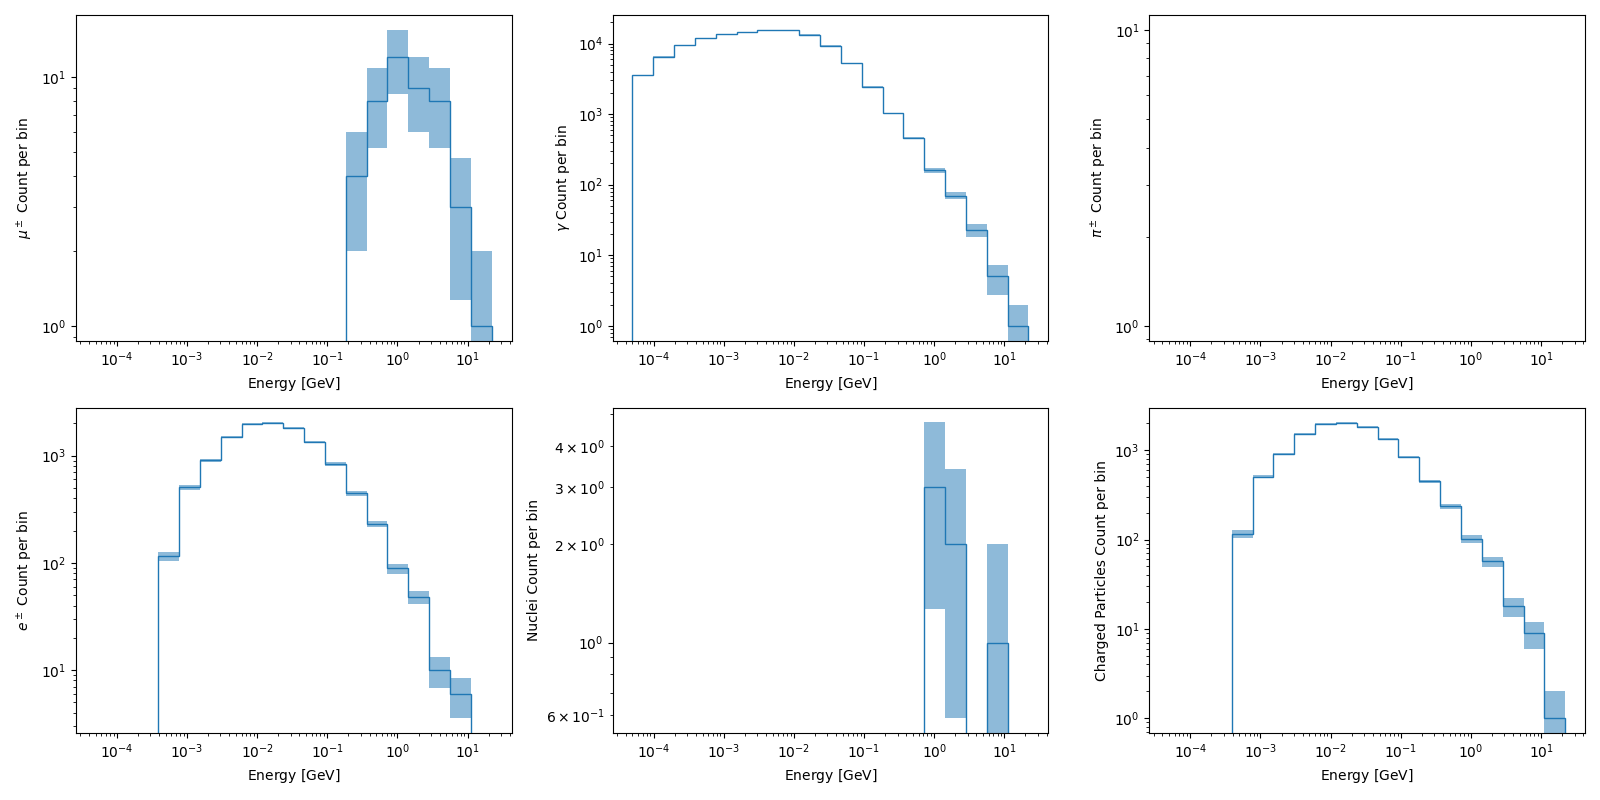 μ± Count per bin
10¹
10⁰
10⁻⁴ 10⁻³ 10⁻² 10⁻¹ 10⁰ 10¹
Energy [GeV]
γ Count per bin
10⁴
10³
10²
10¹
10⁰
10⁻⁴ 10⁻³ 10⁻² 10⁻¹ 10⁰ 10¹
Energy [GeV]
π± Count per bin
10¹
10⁰
10⁻⁴ 10⁻³ 10⁻² 10⁻¹ 10⁰ 10¹
Energy [GeV]
e± Count per bin
10³
10²
10¹
10⁻⁴ 10⁻³ 10⁻² 10⁻¹ 10⁰ 10¹
Energy [GeV]
Nuclei Count per bin
4 × 10⁰
3 × 10⁰
2 × 10⁰
10⁰
6 × 10⁻¹
10⁻⁴ 10⁻³ 10⁻² 10⁻¹ 10⁰ 10¹
Energy [GeV]
Charged Particles Count per bin
10³
10²
10¹
10⁰
10⁻⁴ 10⁻³ 10⁻² 10⁻¹ 10⁰ 10¹
Energy [GeV]